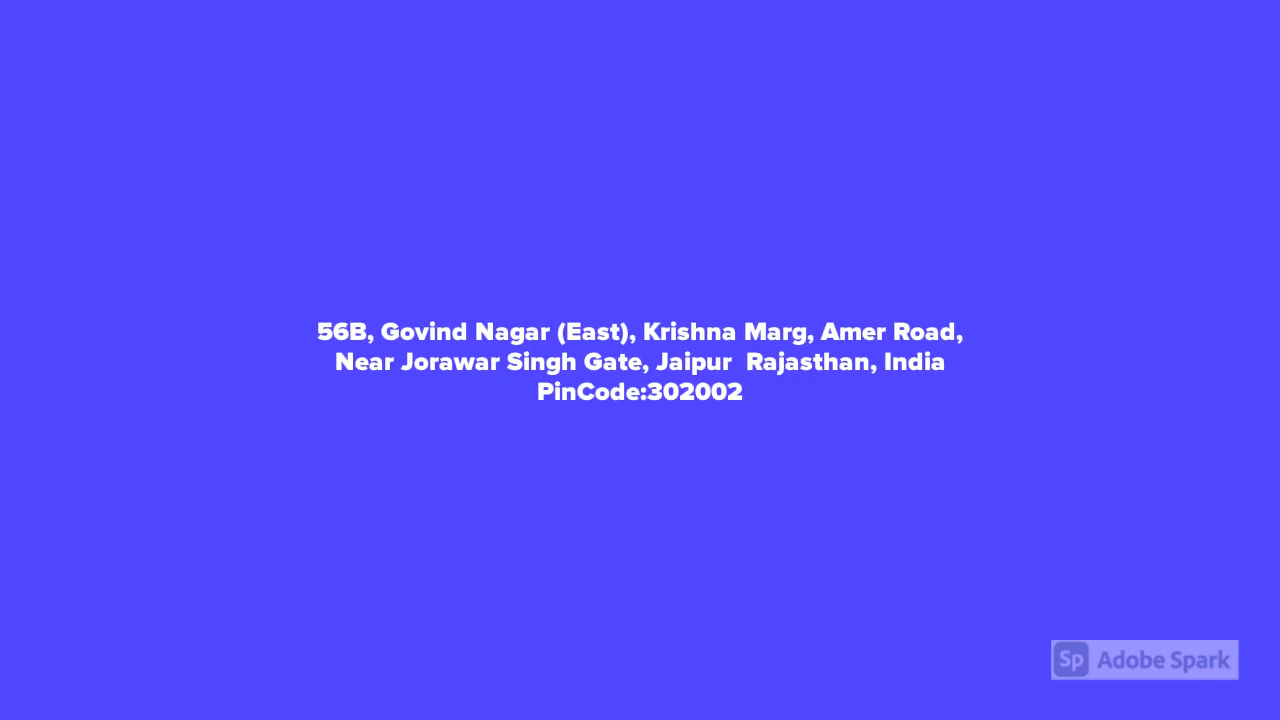 56B, Govind Nagar (East), Krishna Marg, Amer Road,
Near Jorawar Singh Gate, Jaipur  Rajasthan, India
PinCode:302002
Sp Adobe Spark